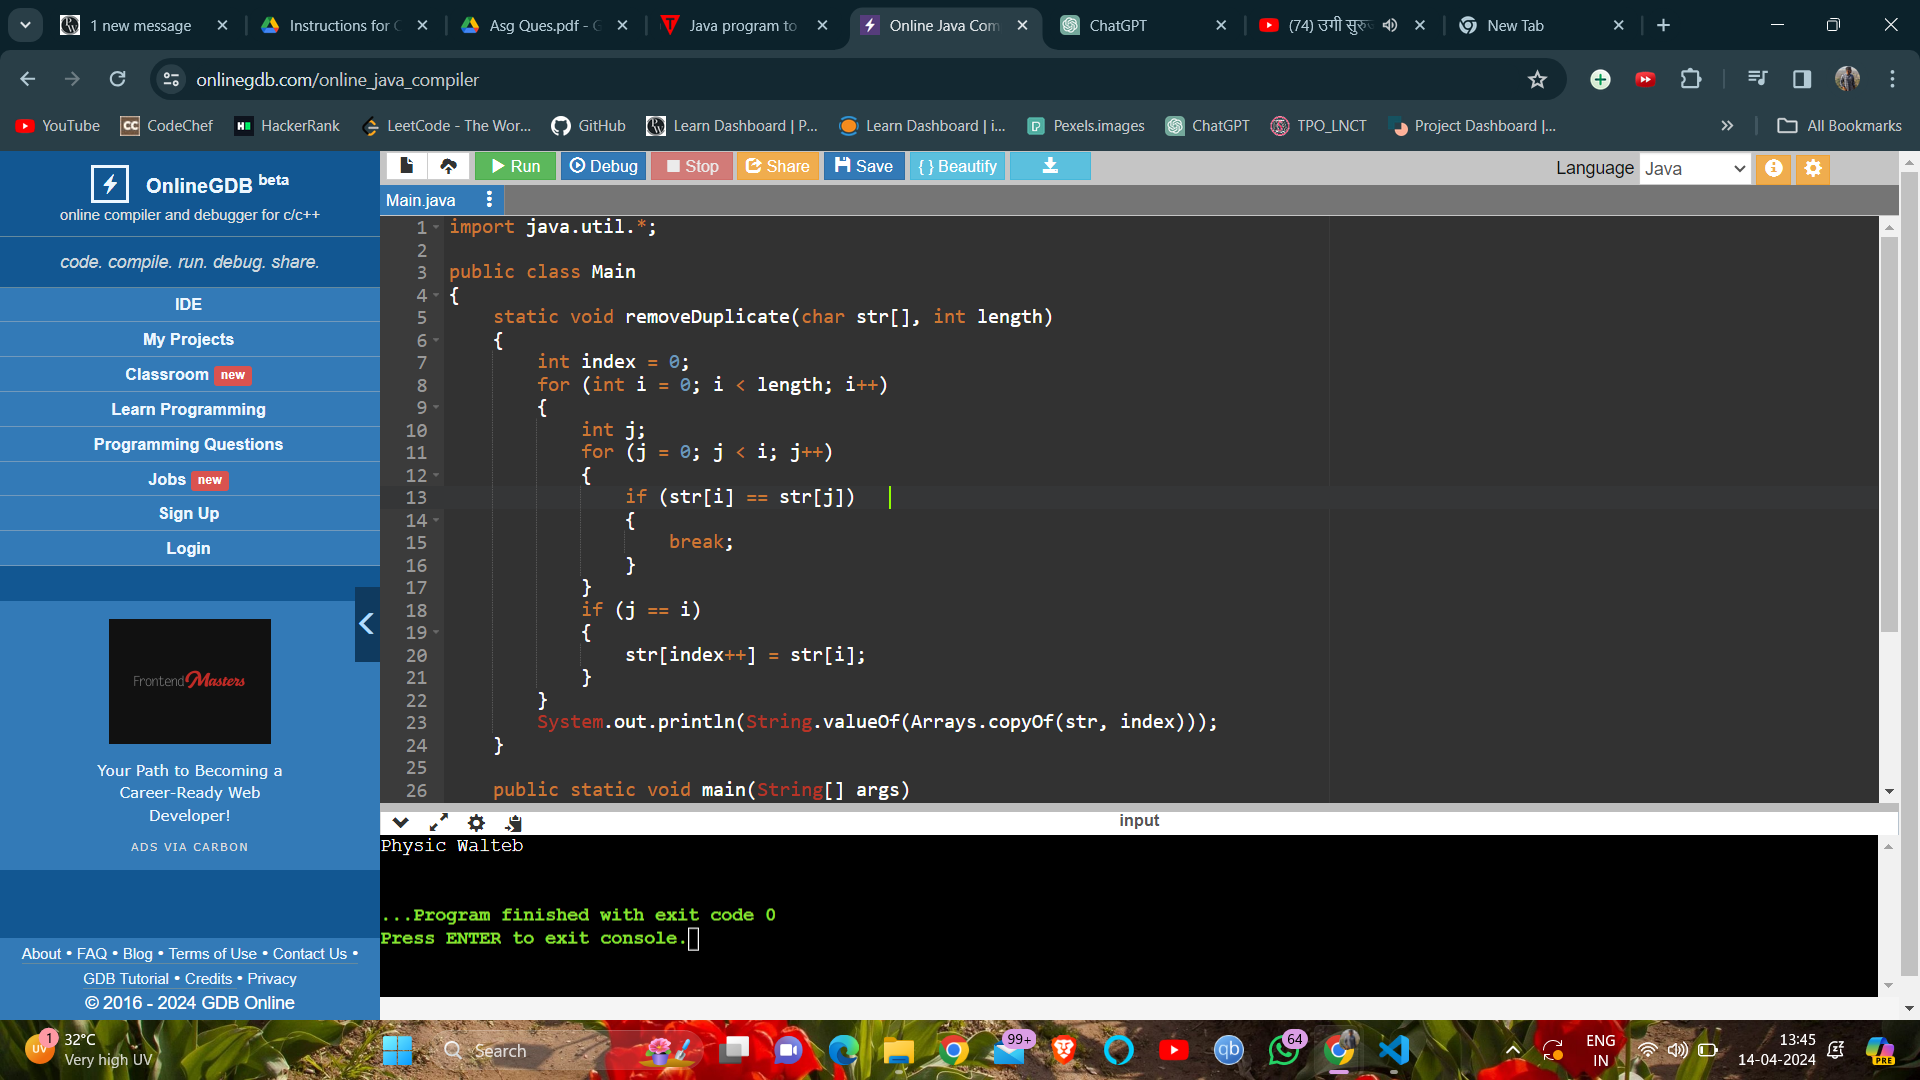 1 new message
Instructions for C
Asg Ques.pdf - G
Java program to
Online Java Com
ChatGPT
(74) उगी सुरु
New Tab
onlinegdb.com/online_java_compiler
YouTube
CodeChef
HackerRank
LeetCode - The Wor...
GitHub
Learn Dashboard | P...
Learn Dashboard | i...
Pexels.images
ChatGPT
TPO_LNCT
Project Dashboard |...
»
All Bookmarks
OnlineGDB beta
online compiler and debugger for c/c++
code. compile. run. debug. share.
IDE
My Projects
Classroom new
Learn Programming
Programming Questions
Jobs new
Sign Up
Login
Frontend Masters
Your Path to Becoming a
Career-Ready Web
Developer!
ADS VIA CARBON
About • FAQ • Blog • Terms of Use • Contact Us •
GDB Tutorial • Credits • Privacy
© 2016 - 2024 GDB Online
Run
Debug
Stop
Share
Save
{ } Beautify
Language Java
Main.java
1 import java.util.*;
2
3 public class Main
4 {
5 static void removeDuplicate(char str[], int length)
6 {
7 int index = 0;
8 for (int i = 0; i < length; i++)
9 {
10 int j;
11 for (j = 0; j < i; j++)
12 {
13 if (str[i] == str[j])
14 {
15 break;
16 }
17 }
18 if (j == i)
19 {
20 str[index++] = str[i];
21 }
22 }
23 System.out.println(String.valueOf(Arrays.copyOf(str, index)));
24 }
25
26 public static void main(String[] args)
input
Physic Walteb
...Program finished with exit code 0
Press ENTER to exit console.
UV
1
32°C
Very high UV
Search
99+
qb
64
ENG
IN
13:45
14-04-2024
PRE